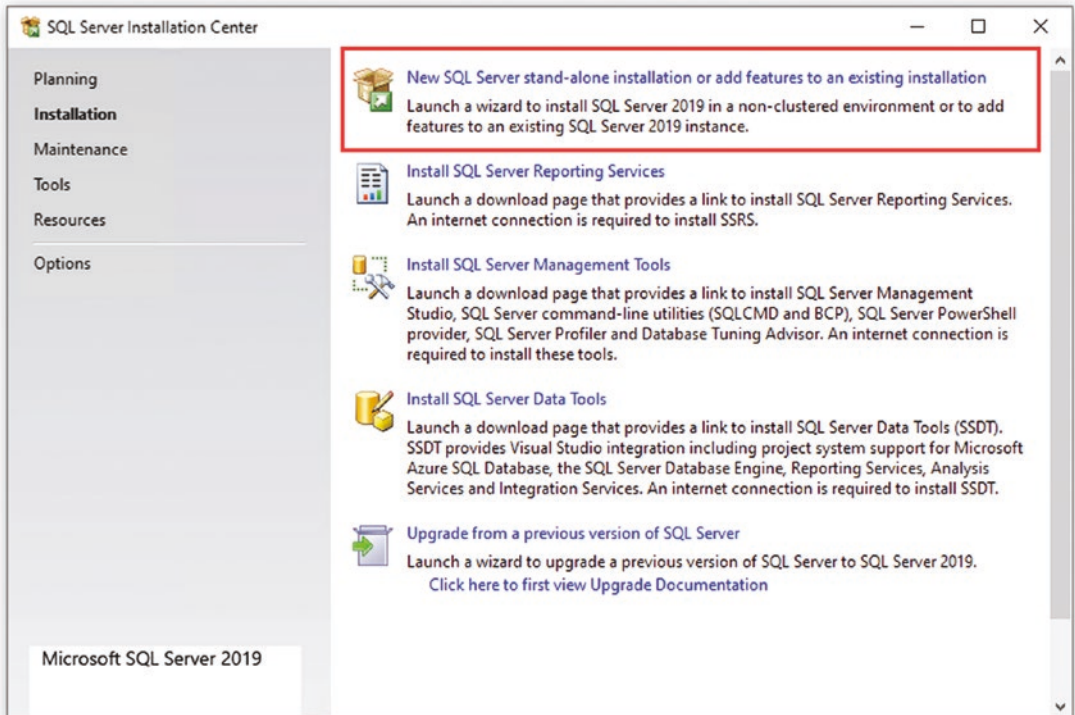 SQL Server Installation Center
Planning
Installation
Maintenance
Tools
Resources
Options
Microsoft SQL Server 2019
New SQL Server stand-alone installation or add features to an existing installation
Launch a wizard to install SQL Server 2019 in a non-clustered environment or to add
features to an existing SQL Server 2019 instance.
Install SQL Server Reporting Services
Launch a download page that provides a link to install SQL Server Reporting Services.
An internet connection is required to install SSRS.
Install SQL Server Management Tools
Launch a download page that provides a link to install SQL Server Management
Studio, SQL Server command-line utilities (SQLCMD and BCP), SQL Server PowerShell
provider, SQL Server Profiler and Database Tuning Advisor. An internet connection is
required to install these tools.
Install SQL Server Data Tools
Launch a download page that provides a link to install SQL Server Data Tools (SSDT).
SSDT provides Visual Studio integration including project system support for Microsoft
Azure SQL Database, the SQL Server Database Engine, Reporting Services, Analysis
Services and Integration Services. An internet connection is required to install SSDT.
Upgrade from a previous version of SQL Server
Launch a wizard to upgrade a previous version of SQL Server to SQL Server 2019.
Click here to first view Upgrade Documentation